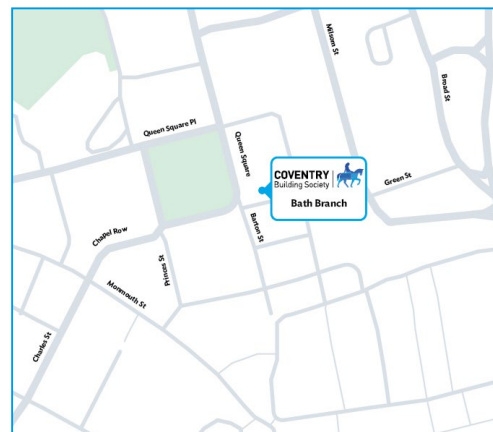 Milsom St
Broad St
Queen Square Pl
Queen Square
COVENTRY
Building Society
Bath Branch
Green St
Barton St
Chapel Row
Princes St
Monmouth St
Charles St